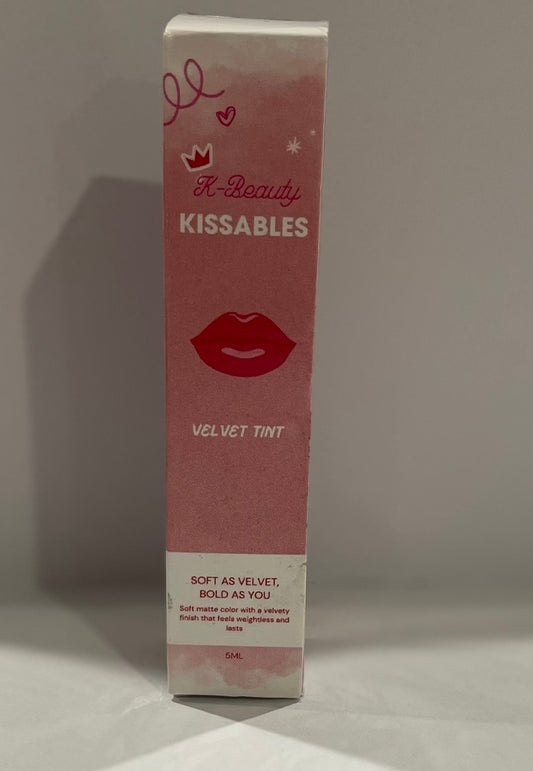 K-Beauty
KISSABLES
VELVET TINT
SOFT AS VELVET,
BOLD AS YOU
Soft matte color with a velvety
finish that feels weightless and
lasts
5ML